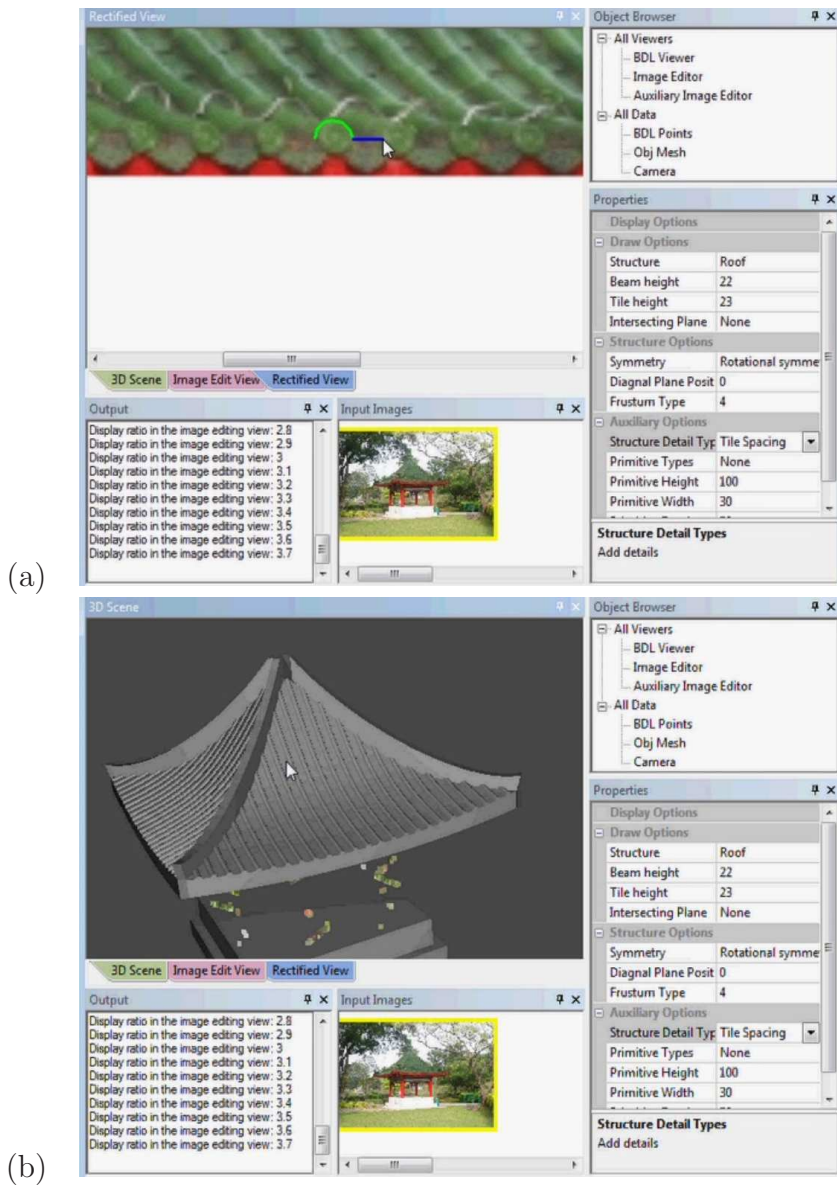 Rectified View
Object Browser
All Viewers
BDL Viewer
Image Editor
Auxiliary Image Editor
All Data
BDL Points
Obj Mesh
Camera
Properties
Display Options
Draw Options
Structure Roof
Beam height 22
Tile height 23
Intersecting Plane None
Structure Options
Symmetry Rotational symme
Diagnal Plane Posit 0
Frustum Type 4
Auxiliary Options
Structure Detail Typ Tile Spacing
Primitive Types None
Primitive Height 100
Primitive Width 30
Structure Detail Types
Add details
3D Scene Image Edit View Rectified View
Output
Display ratio in the image editing view: 2.8
Display ratio in the image editing view: 2.9
Display ratio in the image editing view: 3
Display ratio in the image editing view: 3.1
Display ratio in the image editing view: 3.2
Display ratio in the image editing view: 3.3
Display ratio in the image editing view: 3.4
Display ratio in the image editing view: 3.5
Display ratio in the image editing view: 3.6
Display ratio in the image editing view: 3.7
Input Images
(a)
3D Scene
Object Browser
All Viewers
BDL Viewer
Image Editor
Auxiliary Image Editor
All Data
BDL Points
Obj Mesh
Camera
Properties
Display Options
Draw Options
Structure Roof
Beam height 22
Tile height 23
Intersecting Plane None
Structure Options
Symmetry Rotational symme
Diagnal Plane Posit 0
Frustum Type 4
Auxiliary Options
Structure Detail Typ Tile Spacing
Primitive Types None
Primitive Height 100
Primitive Width 30
Structure Detail Types
Add details
3D Scene Image Edit View Rectified View
Output
Display ratio in the image editing view: 2.8
Display ratio in the image editing view: 2.9
Display ratio in the image editing view: 3
Display ratio in the image editing view: 3.1
Display ratio in the image editing view: 3.2
Display ratio in the image editing view: 3.3
Display ratio in the image editing view: 3.4
Display ratio in the image editing view: 3.5
Display ratio in the image editing view: 3.6
Display ratio in the image editing view: 3.7
Input Images
(b)